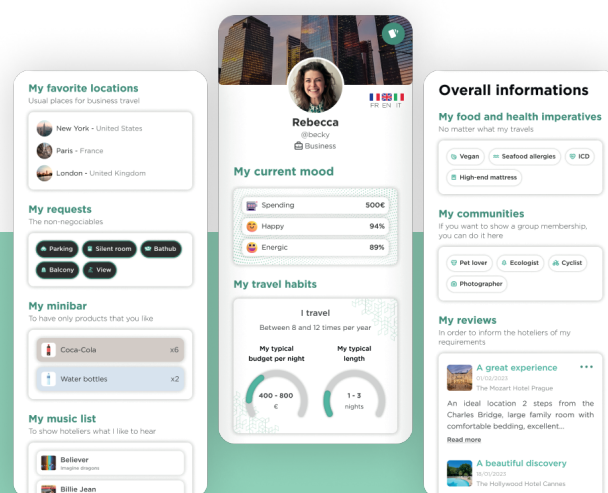 My favorite locations
Usual places for business travel
New York - United States
Paris - France
London - United Kingdom
My requests
The non-negociables
Parking
Silent room
Bathub
Balcony
View
My minibar
To have only products that you like
Coca-Cola x6
Water bottles x2
My music list
To show hoteliers what I like to hear
Believer
Imagine dragons
Billie Jean
FR EN IT
Rebecca
@becky
Business
My current mood
Spending 500€
Happy 94%
Energic 89%
My travel habits
I travel
Between 8 and 12 times per year
My typical
budget per night
400 - 800
€
My typical
length
1 - 3
nights
Overall informations
My food and health imperatives
No matter what my travels
Vegan
Seafood allergies
ICD
High-end mattress
My communities
If you want to show a group membership,
you can do it here
Pet lover
Ecologist
Cyclist
Photographer
My reviews
In order to inform the hoteliers of my
requirements
A great experience
01/02/2023
The Mozart Hotel Prague
An ideal location 2 steps from the
Charles Bridge, large family room with
comfortable bedding, excellent...
Read more
A beautiful discovery
16/01/2023
The Hollywood Hotel Cannes